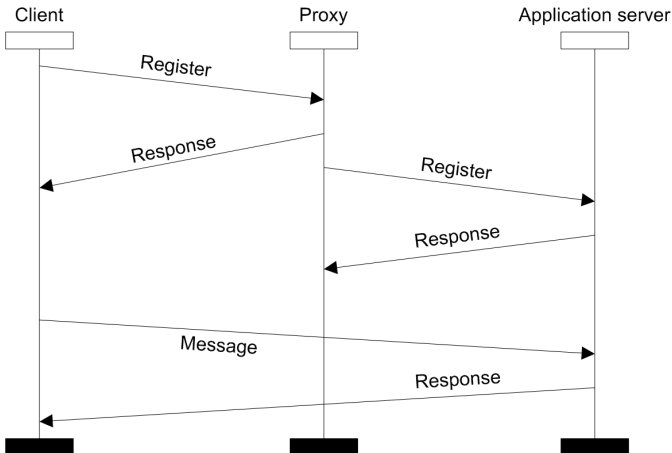 Client
Proxy
Application server
Register
Response
Register
Response
Message
Response